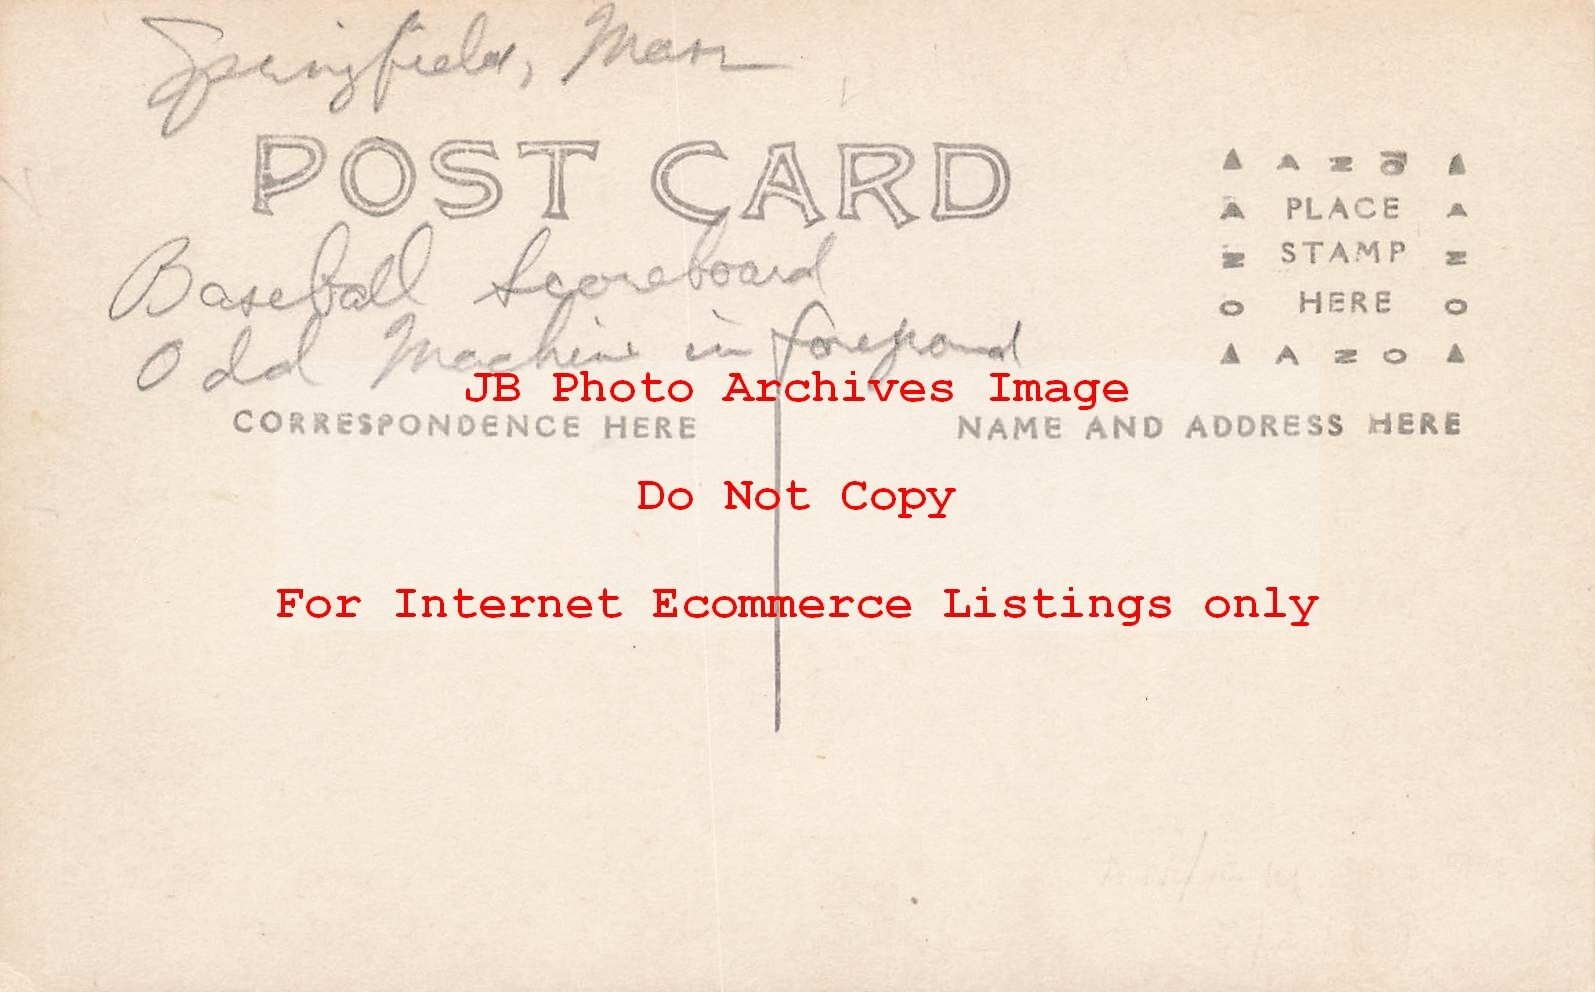 Springfield, Mass
POST CARD
Baseball Scoreboard
Odd Machine in foreground
AZO
PLACE
STAMP
HERE
AZO
JB Photo Archives Image
CORRESPONDENCE HERE
NAME AND ADDRESS HERE
Do Not Copy
For Internet Ecommerce Listings only